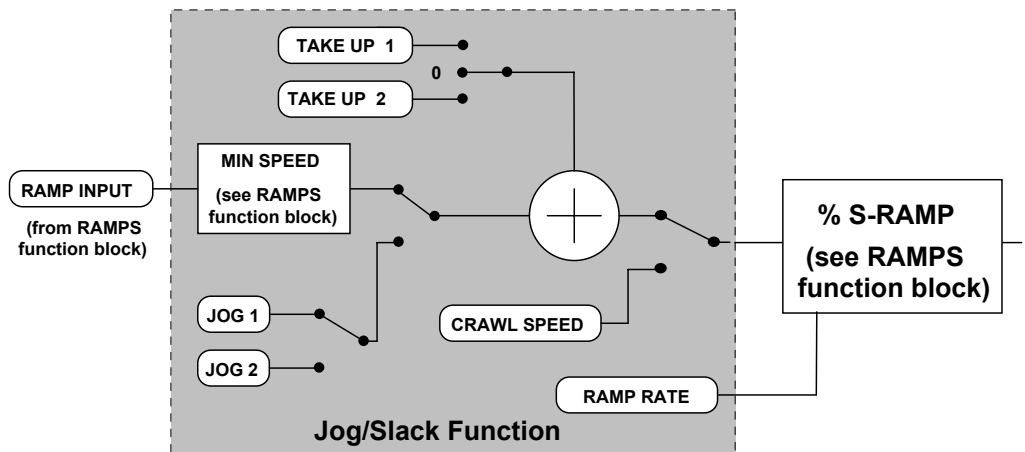 TAKE UP 1
0
TAKE UP 2
MIN SPEED
(see RAMPS
function block)
RAMP INPUT
(from RAMPS
function block)
% S-RAMP
(see RAMPS
function block)
JOG 1
CRAWL SPEED
JOG 2
RAMP RATE
Jog/Slack Function